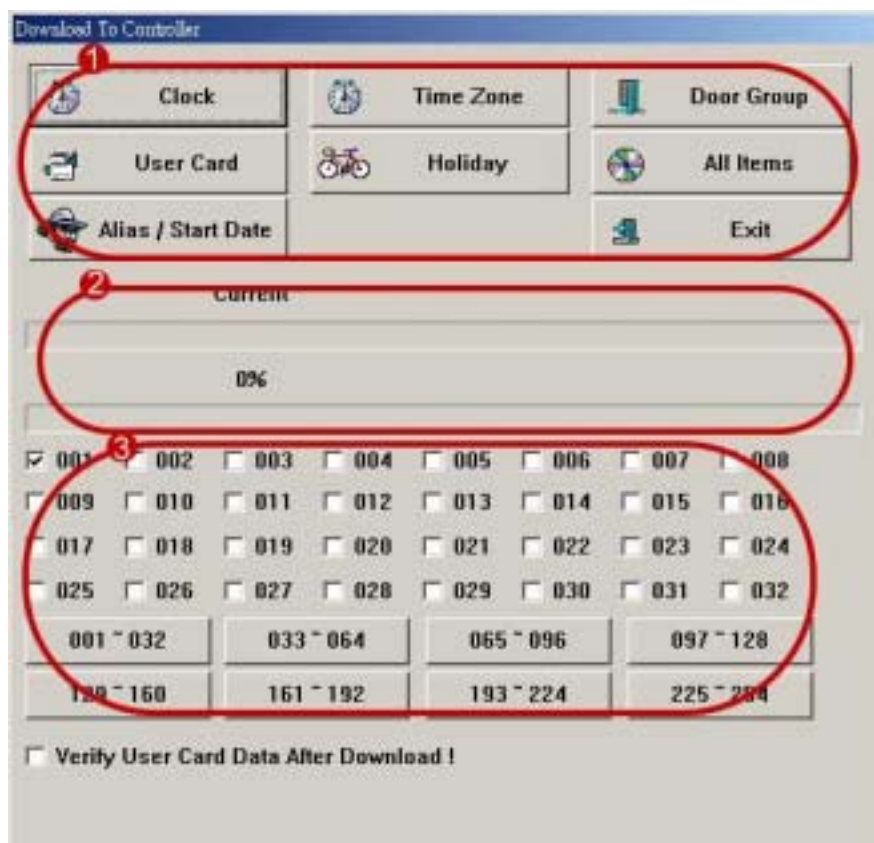 Download To Controller
1
Clock Time Zone Door Group
User Card Holiday All Items
Alias / Start Date Exit
2
Current
0%
3
001 002 003 004 005 006 007 008
009 010 011 012 013 014 015 016
017 018 019 020 021 022 023 024
025 026 027 028 029 030 031 032
001 ~ 032 033 ~ 064 065 ~ 096 097 ~ 128
129 ~ 160 161 ~ 192 193 ~ 224 225 ~ 254
Verify User Card Data After Download !